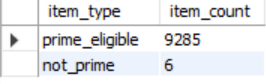 item_type item_count
prime_eligible 9285
not_prime 6